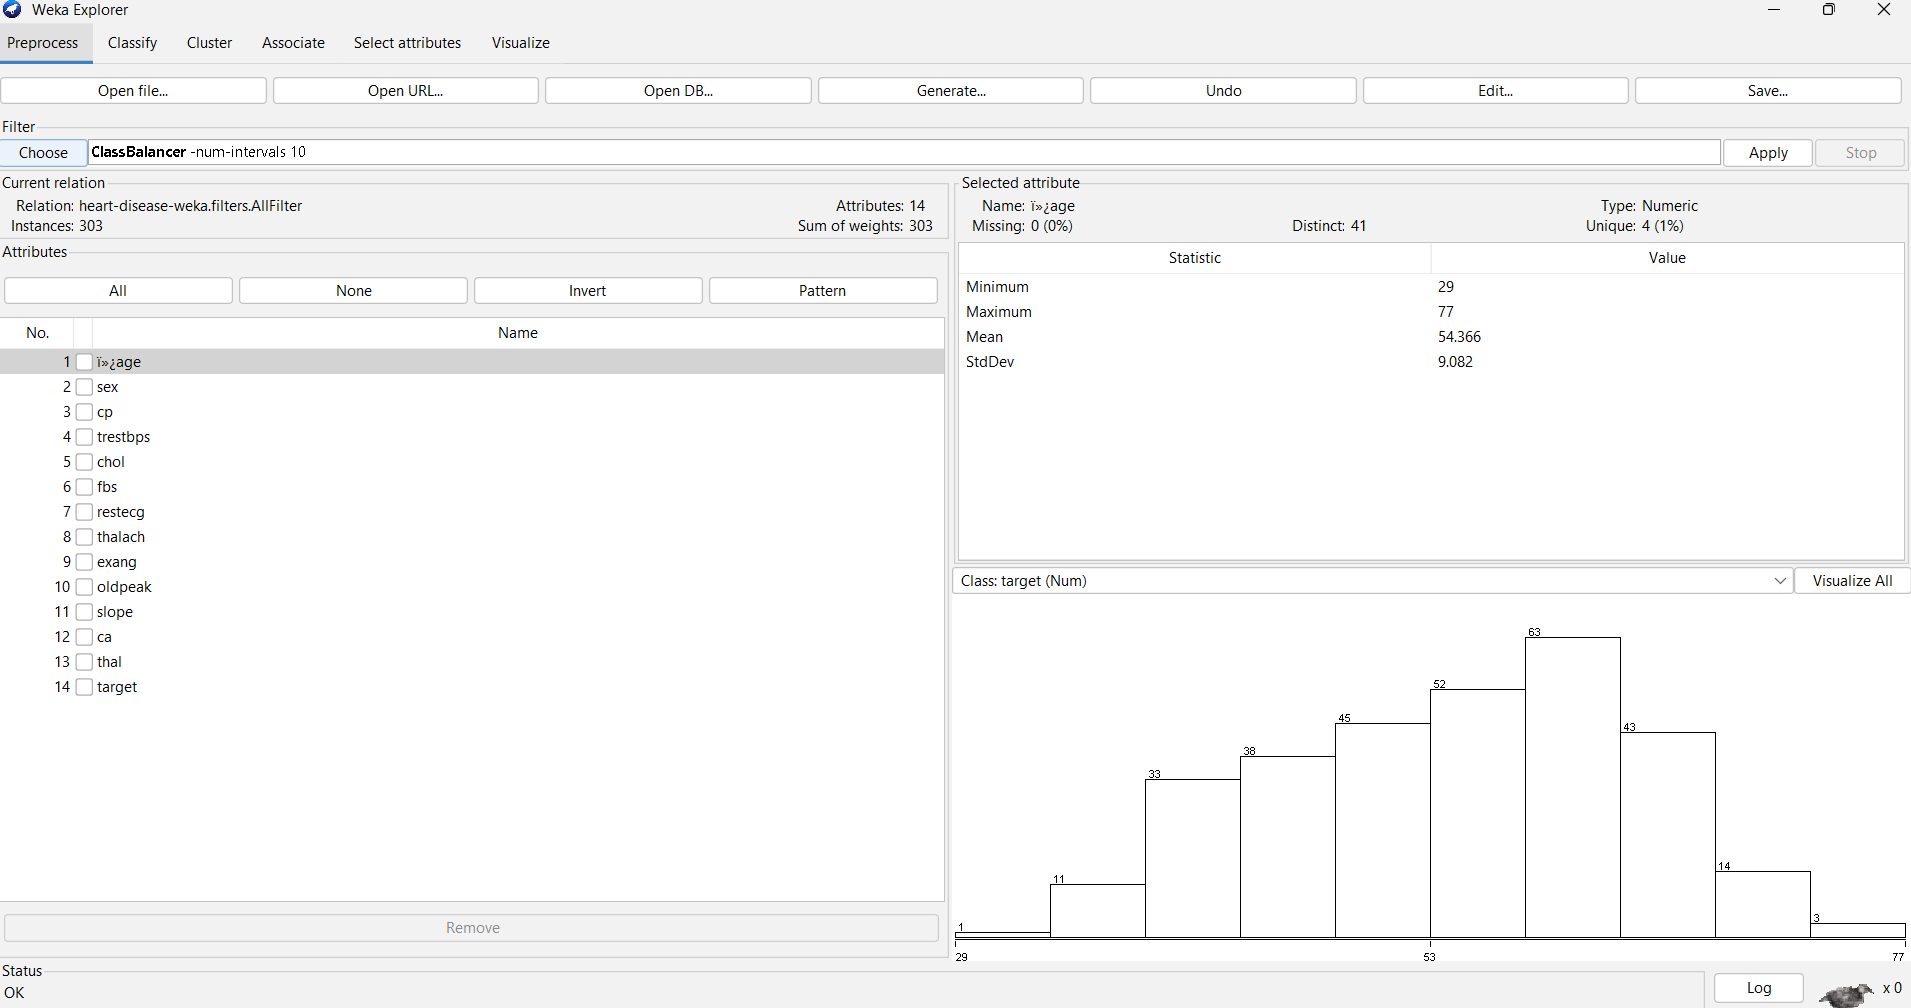 Weka Explorer
Preprocess Classify Cluster Associate Select attributes Visualize
Open file... Open URL... Open DB... Generate... Undo Edit... Save...
Filter
Choose ClassBalancer -num-intervals 10 Apply Stop
Current relation
Relation: heart-disease-weka.filters.AllFilter Attributes: 14
Instances: 303 Sum of weights: 303
Attributes
All None Invert Pattern
No. Name
1 ï»¿age
2 sex
3 cp
4 trestbps
5 chol
6 fbs
7 restecg
8 thalach
9 exang
10 oldpeak
11 slope
12 ca
13 thal
14 target
Remove
Selected attribute
Name: ï»¿age Type: Numeric
Missing: 0 (0%) Distinct: 41 Unique: 4 (1%)
Statistic Value
Minimum 29
Maximum 77
Mean 54.366
StdDev 9.082
Class: target (Num) Visualize All
1 11 33 38 45 52 63 43 14 3
29 53 77
Status
OK Log x 0